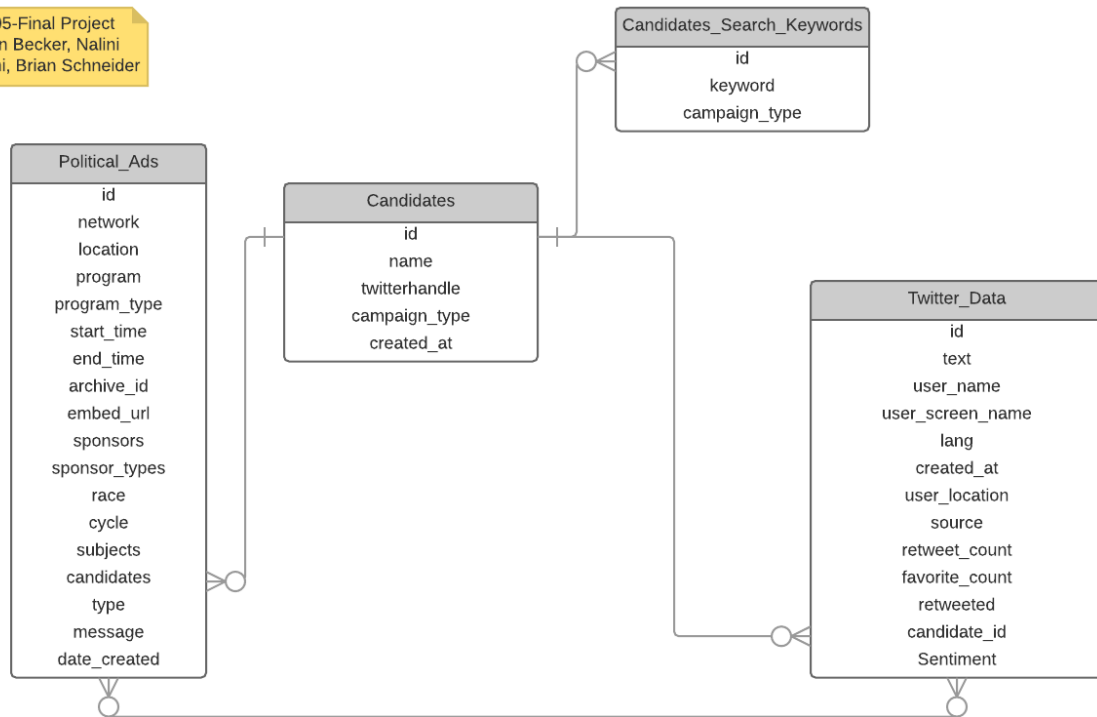 5-Final Project
Becker, Nalini
Brian Schneider
Candidates_Search_Keywords
id
keyword
campaign_type
Political_Ads
id
network
location
program
program_type
start_time
end_time
archive_id
embed_url
sponsors
sponsor_types
race
cycle
subjects
candidates
type
message
date_created
Candidates
id
name
twitterhandle
campaign_type
created_at
Twitter_Data
id
text
user_name
user_screen_name
lang
created_at
user_location
source
retweet_count
favorite_count
retweeted
candidate_id
Sentiment